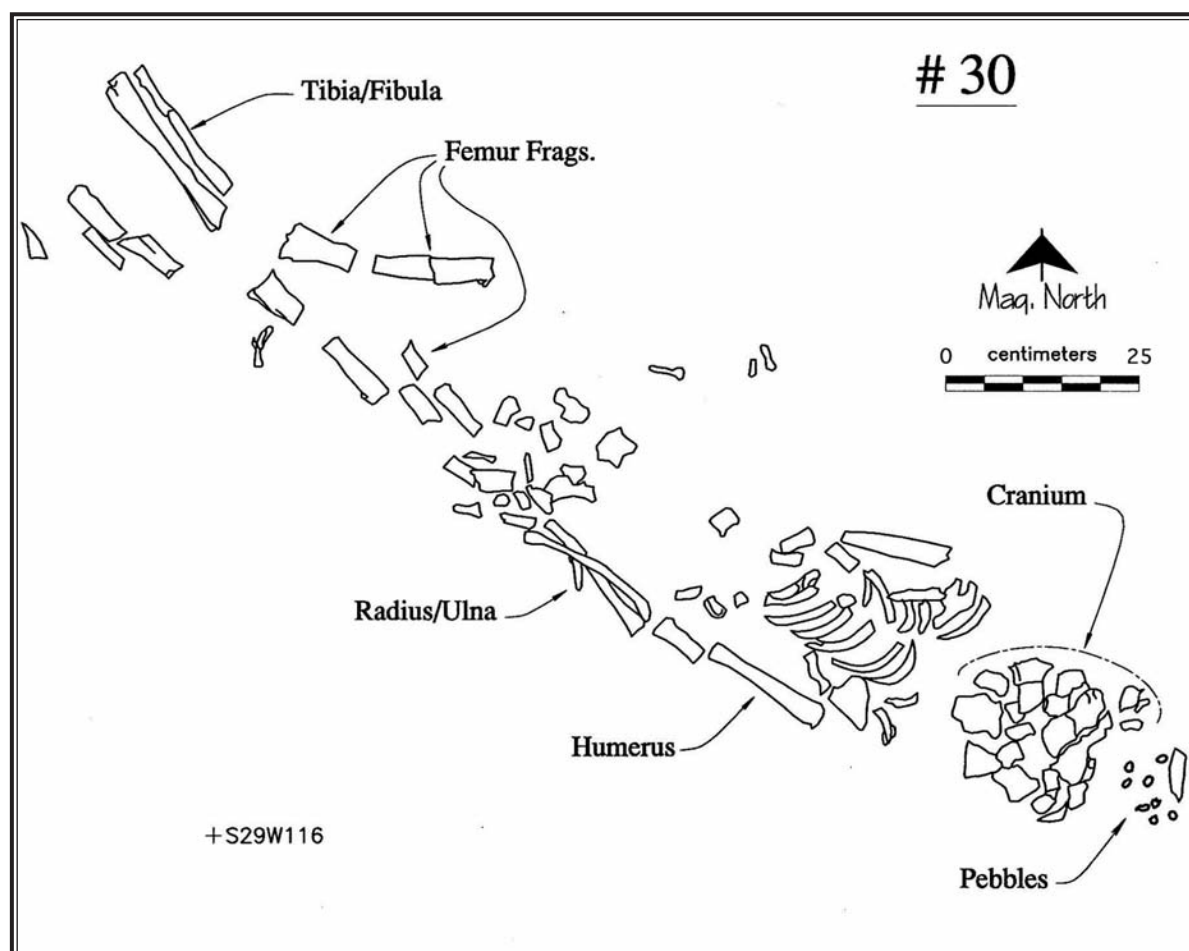 # 30
Tibia/Fibula
Femur Frags.
Mag. North
0 centimeters 25
Cranium
Radius/Ulna
Humerus
+S29W116
Pebbles